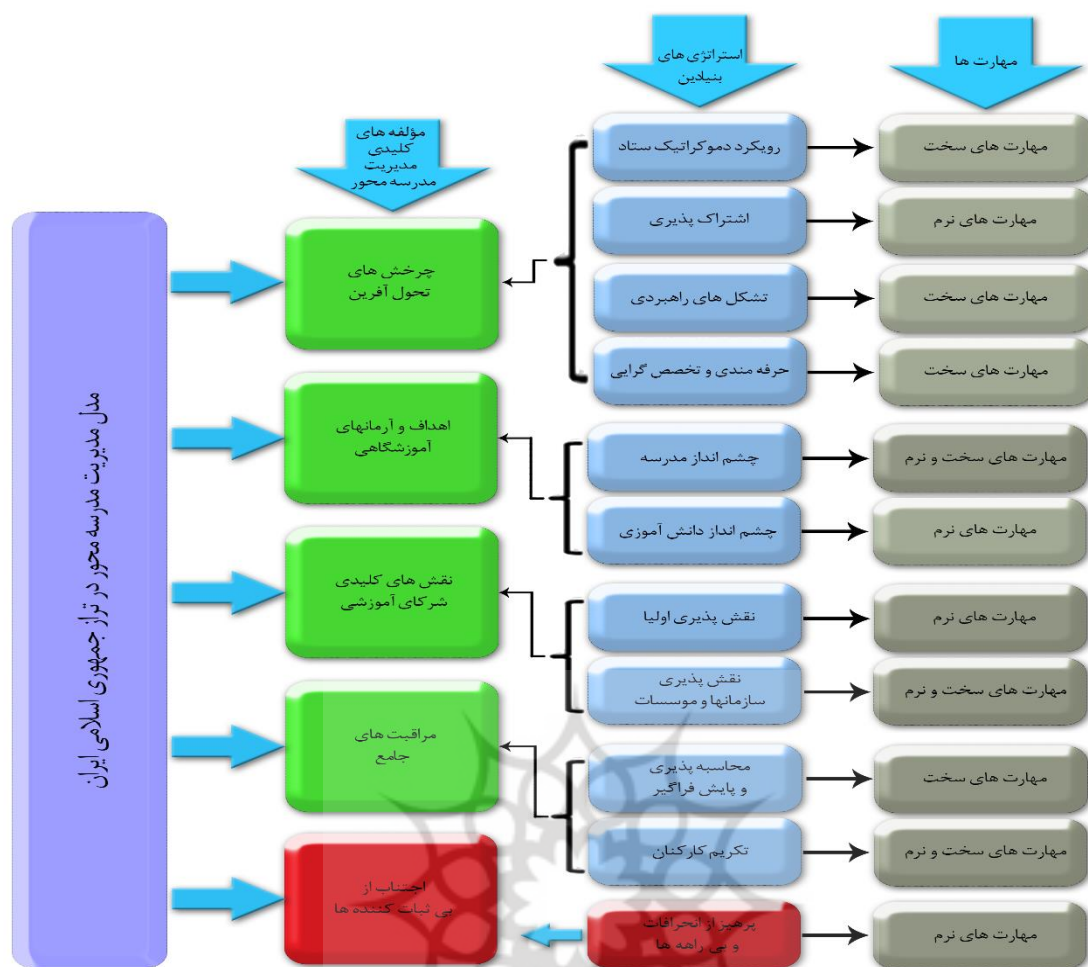 مهارت ها
استراتژی های
بنیادین
مؤلفه های
کلیدی
مدیریت
مدرسه محور
مدل مدیریت مدرسه محور در تراز جمهوری اسلامی ایران
چرخش های
تحول آفرین
رویکرد دموکراتیک ستاد
مهارت های سخت
اشتراک پذیری
مهارت های نرم
تشکل های راهبردی
مهارت های سخت
حرفه مندی و تخصص گرایی
مهارت های سخت
اهداف و آرمانهای
آموزشگاهی
چشم انداز مدرسه
مهارت های سخت و نرم
چشم انداز دانش آموزی
مهارت های نرم
نقش های کلیدی
شرکای آموزشی
نقش پذیری اولیا
مهارت های نرم
نقش پذیری
سازمانها و موسسات
مهارت های سخت و نرم
مراقبت های
جامع
محاسبه پذیری
و پایش فراگیر
مهارت های سخت
تکریم کارکنان
مهارت های سخت و نرم
اجتناب از
بی ثبات کننده ها
پرهیز از انحرافات
و بی راهه ها
مهارت های نرم